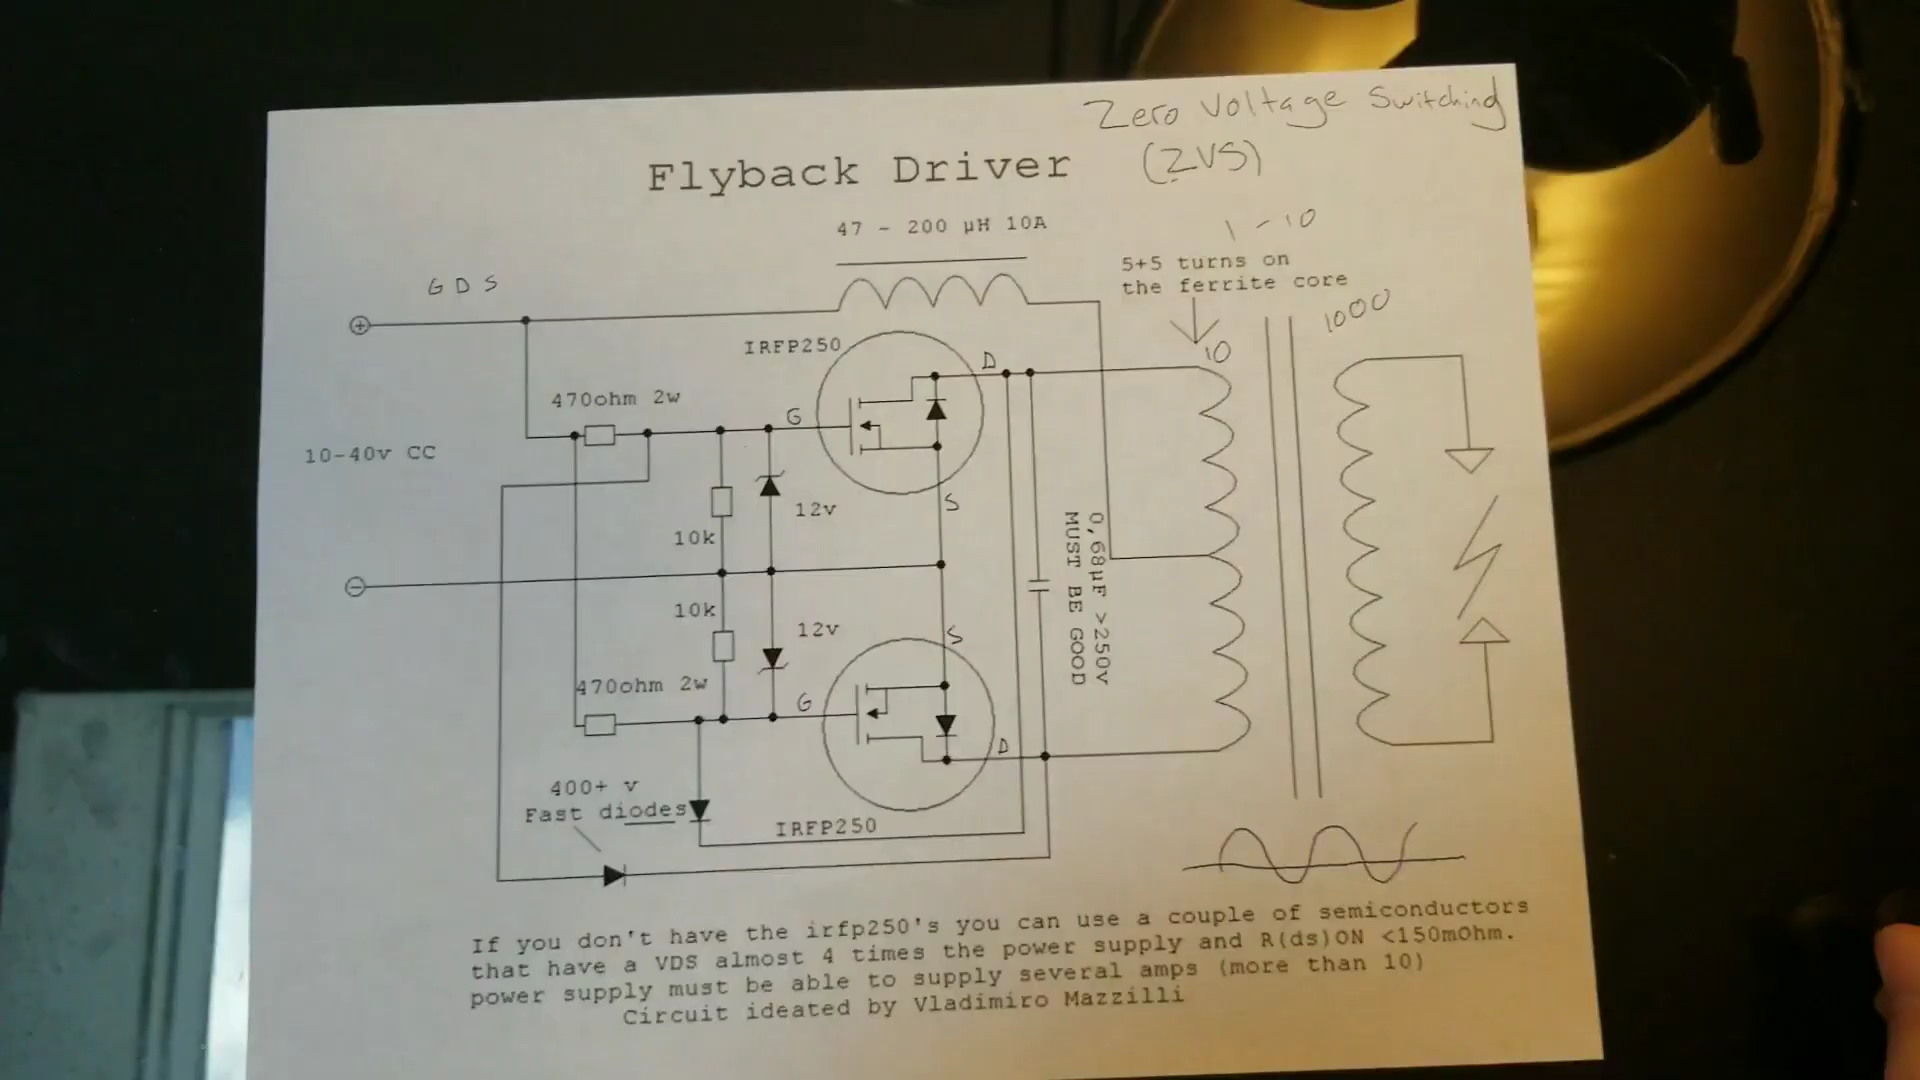 Zero Voltage Switching
(ZVS)
Flyback Driver
47 - 200 µH 10A
1-10
5+5 turns on
the ferrite core
1000
G D S
IRFP250
D
10
470ohm 2w
G
10-40v CC
S
12v
10k
0,68µF >250v
MUST BE GOOD
10k
12v
S
470ohm 2w
G
D
400+ v
Fast diodes
IRFP250
If you don't have the irfp250's you can use a couple of semiconductors
that have a VDS almost 4 times the power supply and R(ds)ON <150mOhm.
power supply must be able to supply several amps (more than 10)
Circuit ideated by Vladimiro Mazzilli